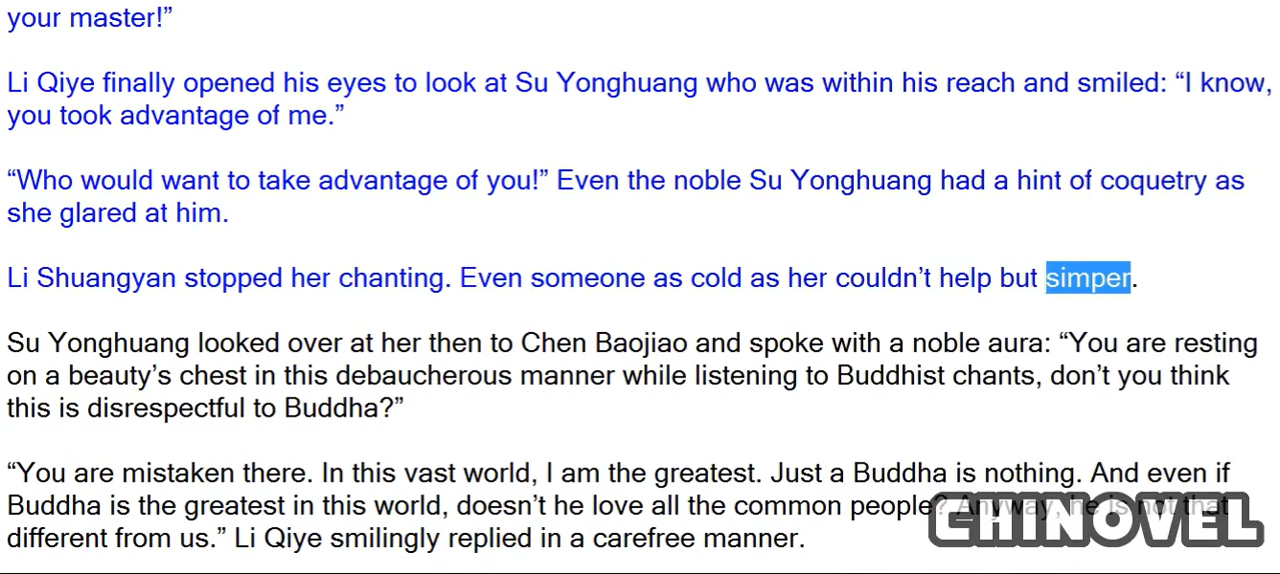 your master!”
Li Qiye finally opened his eyes to look at Su Yonghuang who was within his reach and smiled: “I know,
you took advantage of me.”
“Who would want to take advantage of you!” Even the noble Su Yonghuang had a hint of coquetry as
she glared at him.
Li Shuangyan stopped her chanting. Even someone as cold as her couldn’t help but simper.
Su Yonghuang looked over at her then to Chen Baojiao and spoke with a noble aura: “You are resting
on a beauty’s chest in this debaucherous manner while listening to Buddhist chants, don’t you think
this is disrespectful to Buddha?”
“You are mistaken there. In this vast world, I am the greatest. Just a Buddha is nothing. And even if
Buddha is the greatest in this world, doesn’t he love all the common people? Anyway, he is not that
different from us.” Li Qiye smilingly replied in a carefree manner.
CHINOVEL